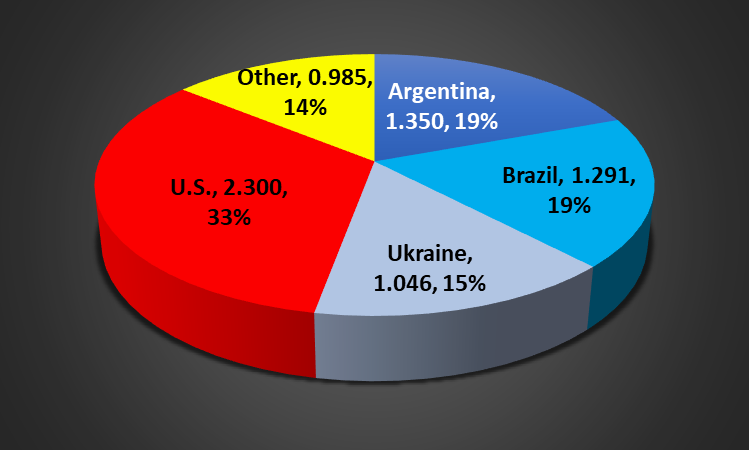 Other, 0.985,
14%
Argentina,
1.350, 19%
Brazil, 1.291,
19%
U.S., 2.300,
33%
Ukraine,
1.046, 15%